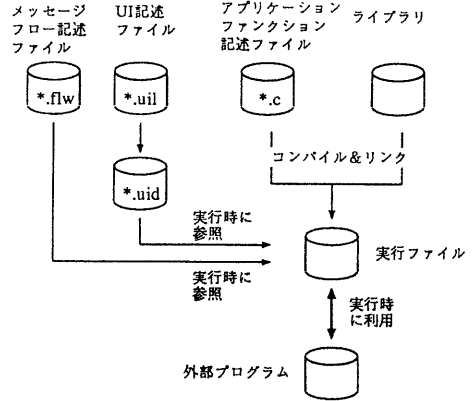 メッセージ
フロー記述
ファイル
UI記述
ファイル
アプリケーション
ファンクション
記述ファイル
ライブラリ
*.flw
*.uil
*.c
コンパイル&リンク
*.uid
実行時に
参照
実行ファイル
実行時に
参照
実行時
に利用
外部プログラム